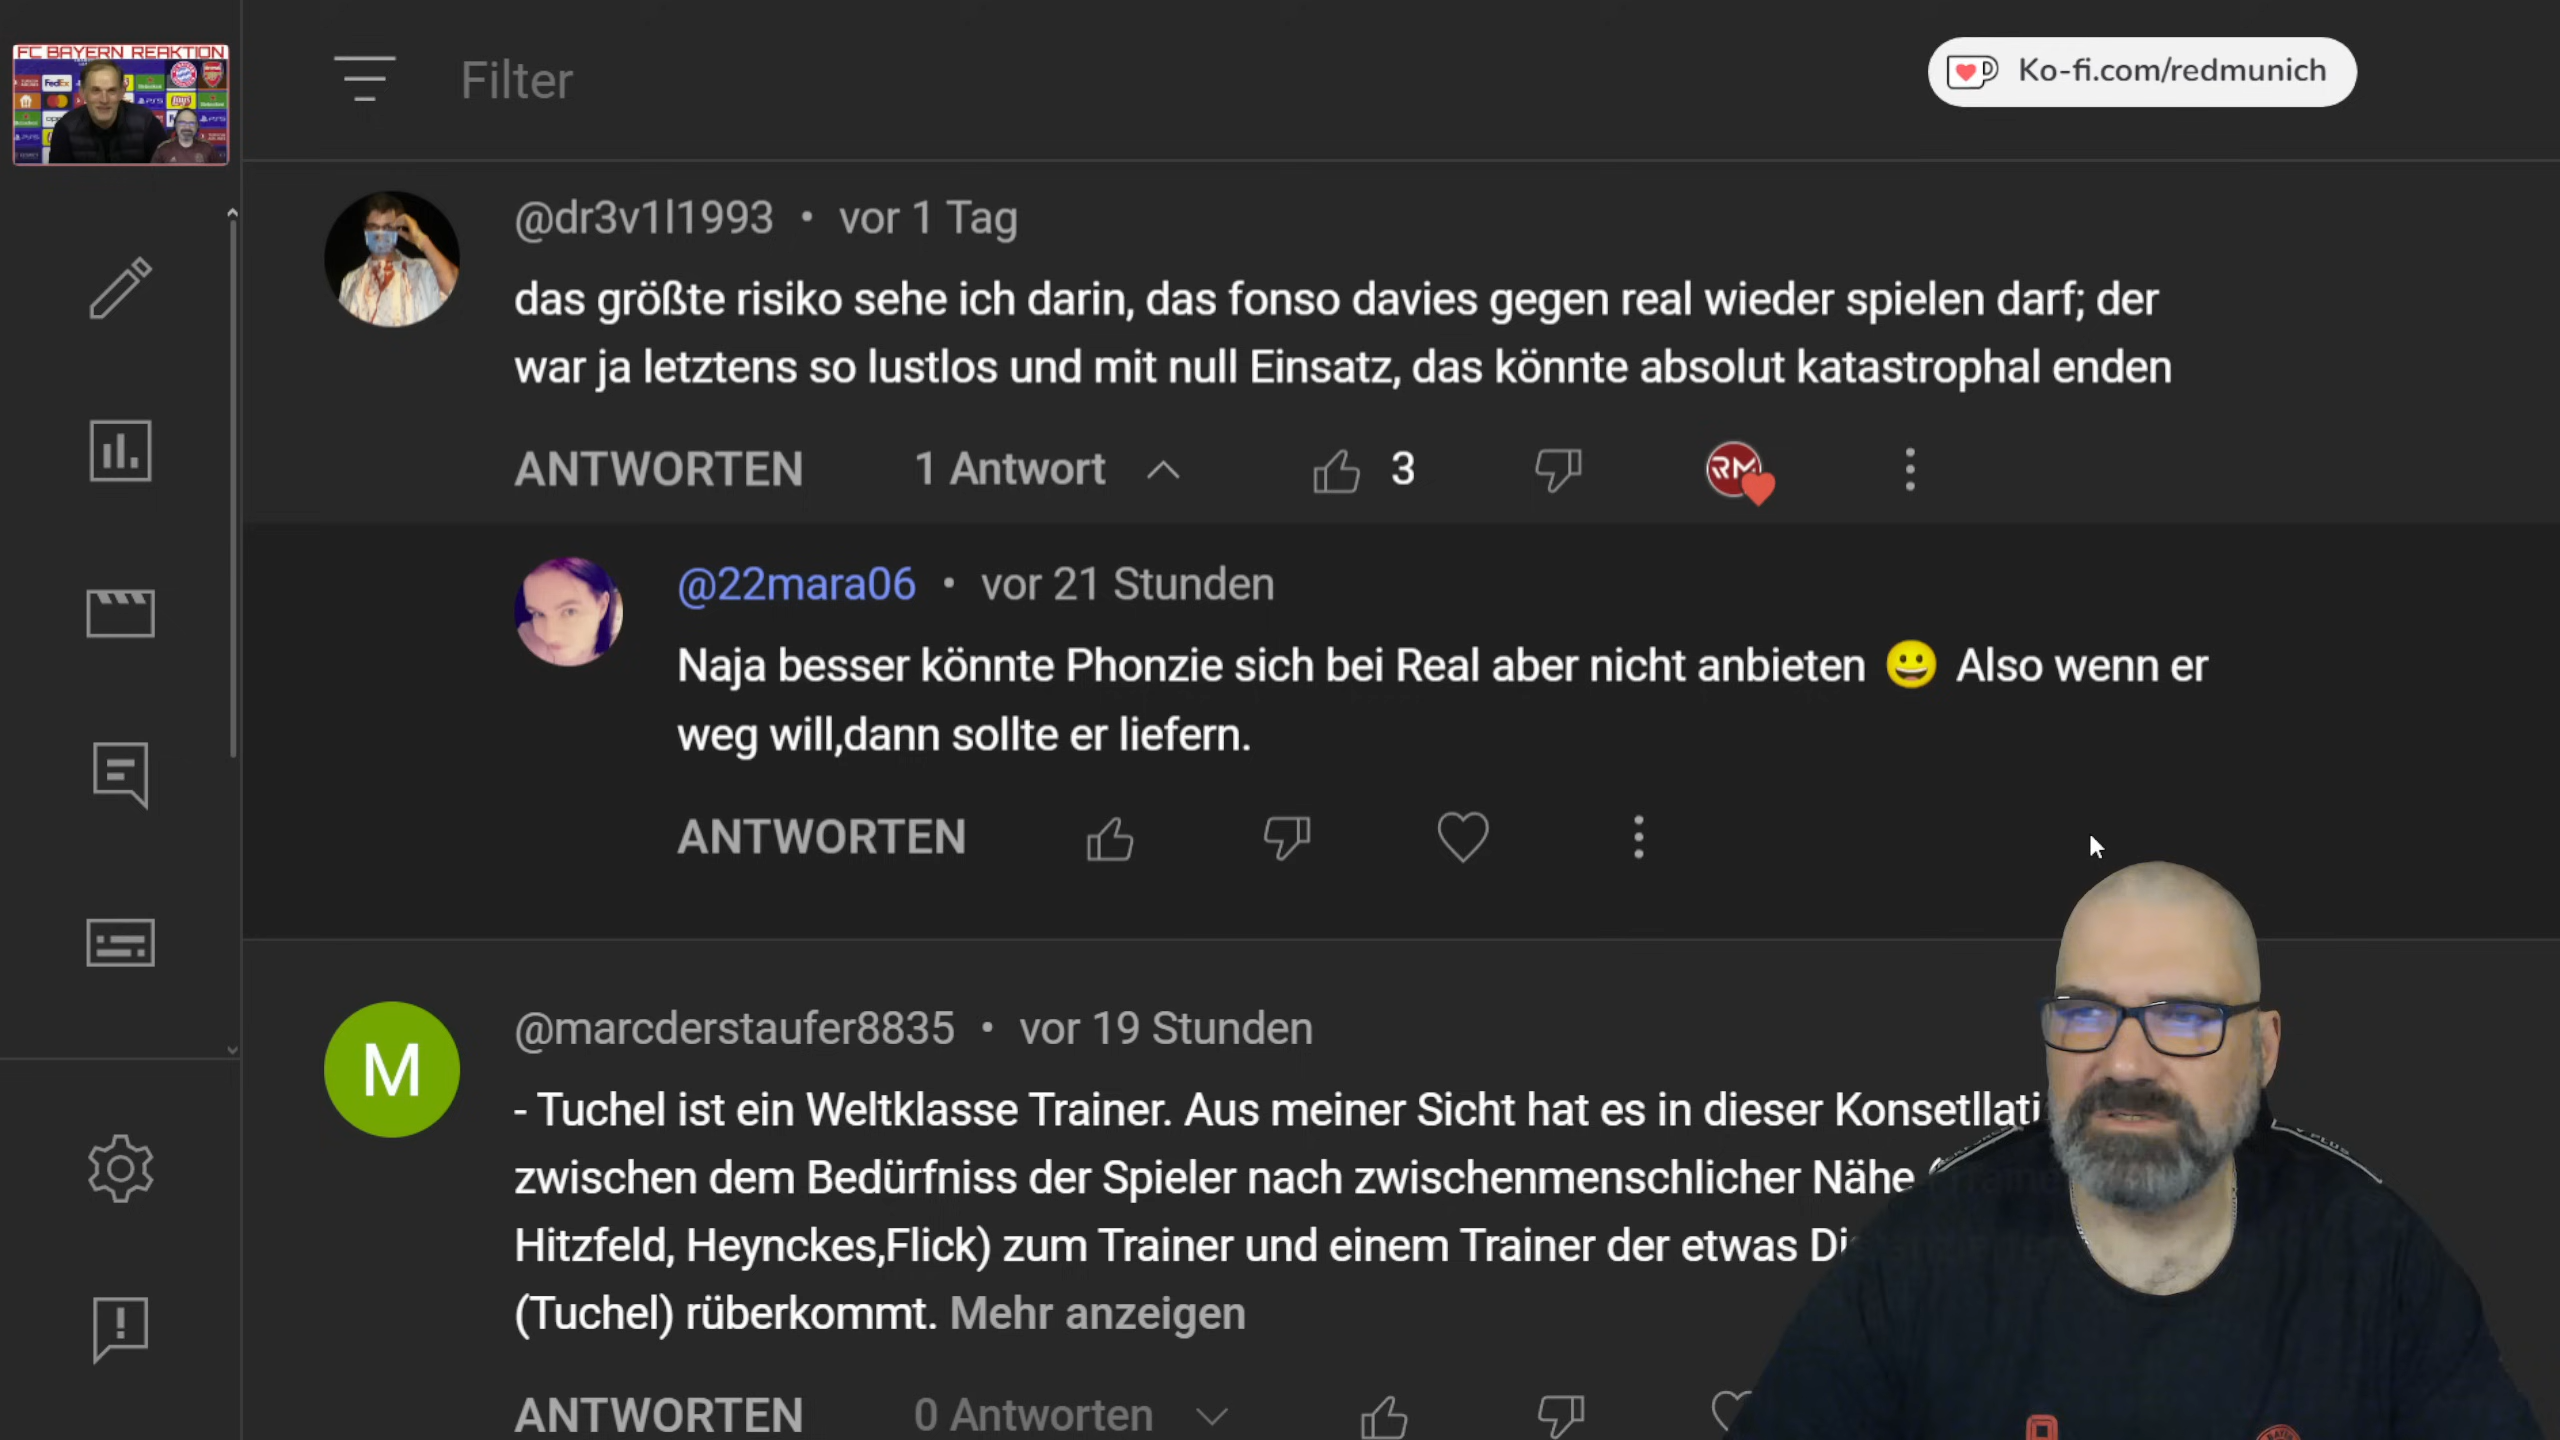 FC BAYERN REAKTION
Filter
Ko-fi.com/redmunich
@dr3v1l1993 • vor 1 Tag
das größte risiko sehe ich darin, das fonso davies gegen real wieder spielen darf; der
war ja letztens so lustlos und mit null Einsatz, das könnte absolut katastrophal enden
ANTWORTEN 1 Antwort 3
RM
@22mara06 • vor 21 Stunden
Naja besser könnte Phonzie sich bei Real aber nicht anbieten 😀 Also wenn er
weg will,dann sollte er liefern.
ANTWORTEN
M
@marcderstaufer8835 • vor 19 Stunden
- Tuchel ist ein Weltklasse Trainer. Aus meiner Sicht hat es in dieser Konsetllati
zwischen dem Bedürfniss der Spieler nach zwischenmenschlicher Nähe (
Hitzfeld, Heynckes,Flick) zum Trainer und einem Trainer der etwas Di
(Tuchel) rüberkommt. Mehr anzeigen
ANTWORTEN 0 Antworten